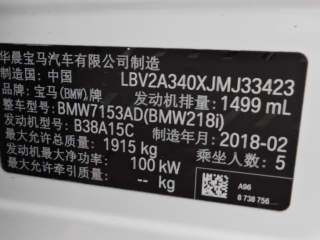 华晨宝马汽车有限公司制造
制造国：中国 LBV2A340XJMJ33423
品牌：宝马(BMW)牌 发动机排量：1499 mL
整车型号：BMW7153AD(BMW218i)
发动机型号：B38A15C 制造年月：2018-02
最大允许总质量：1915 kg 乘坐人数：5
发动机最大净功率：100 kW
最大允许牵引质量：-- kg
A96
8 738 756